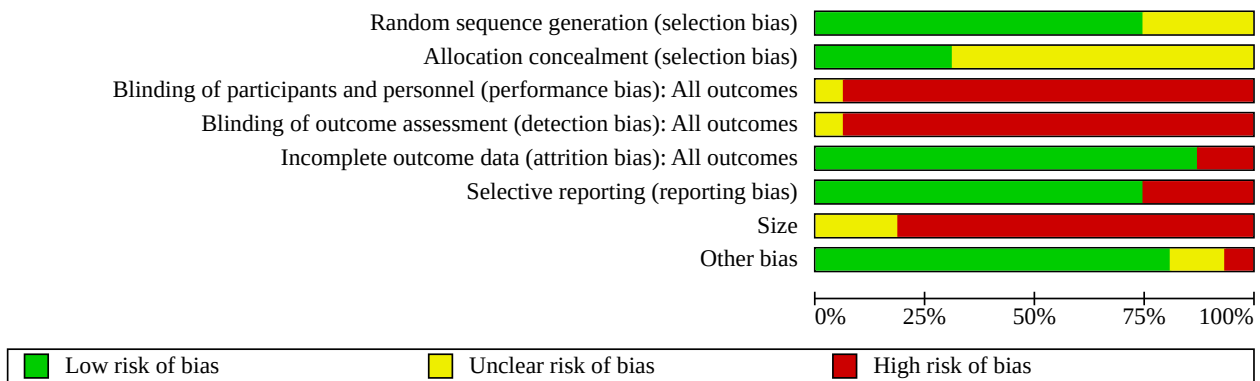 Random sequence generation (selection bias)
Allocation concealment (selection bias)
Blinding of participants and personnel (performance bias): All outcomes
Blinding of outcome assessment (detection bias): All outcomes
Incomplete outcome data (attrition bias): All outcomes
Selective reporting (reporting bias)
Size
Other bias
0% 25% 50% 75% 100%
Low risk of bias Unclear risk of bias High risk of bias